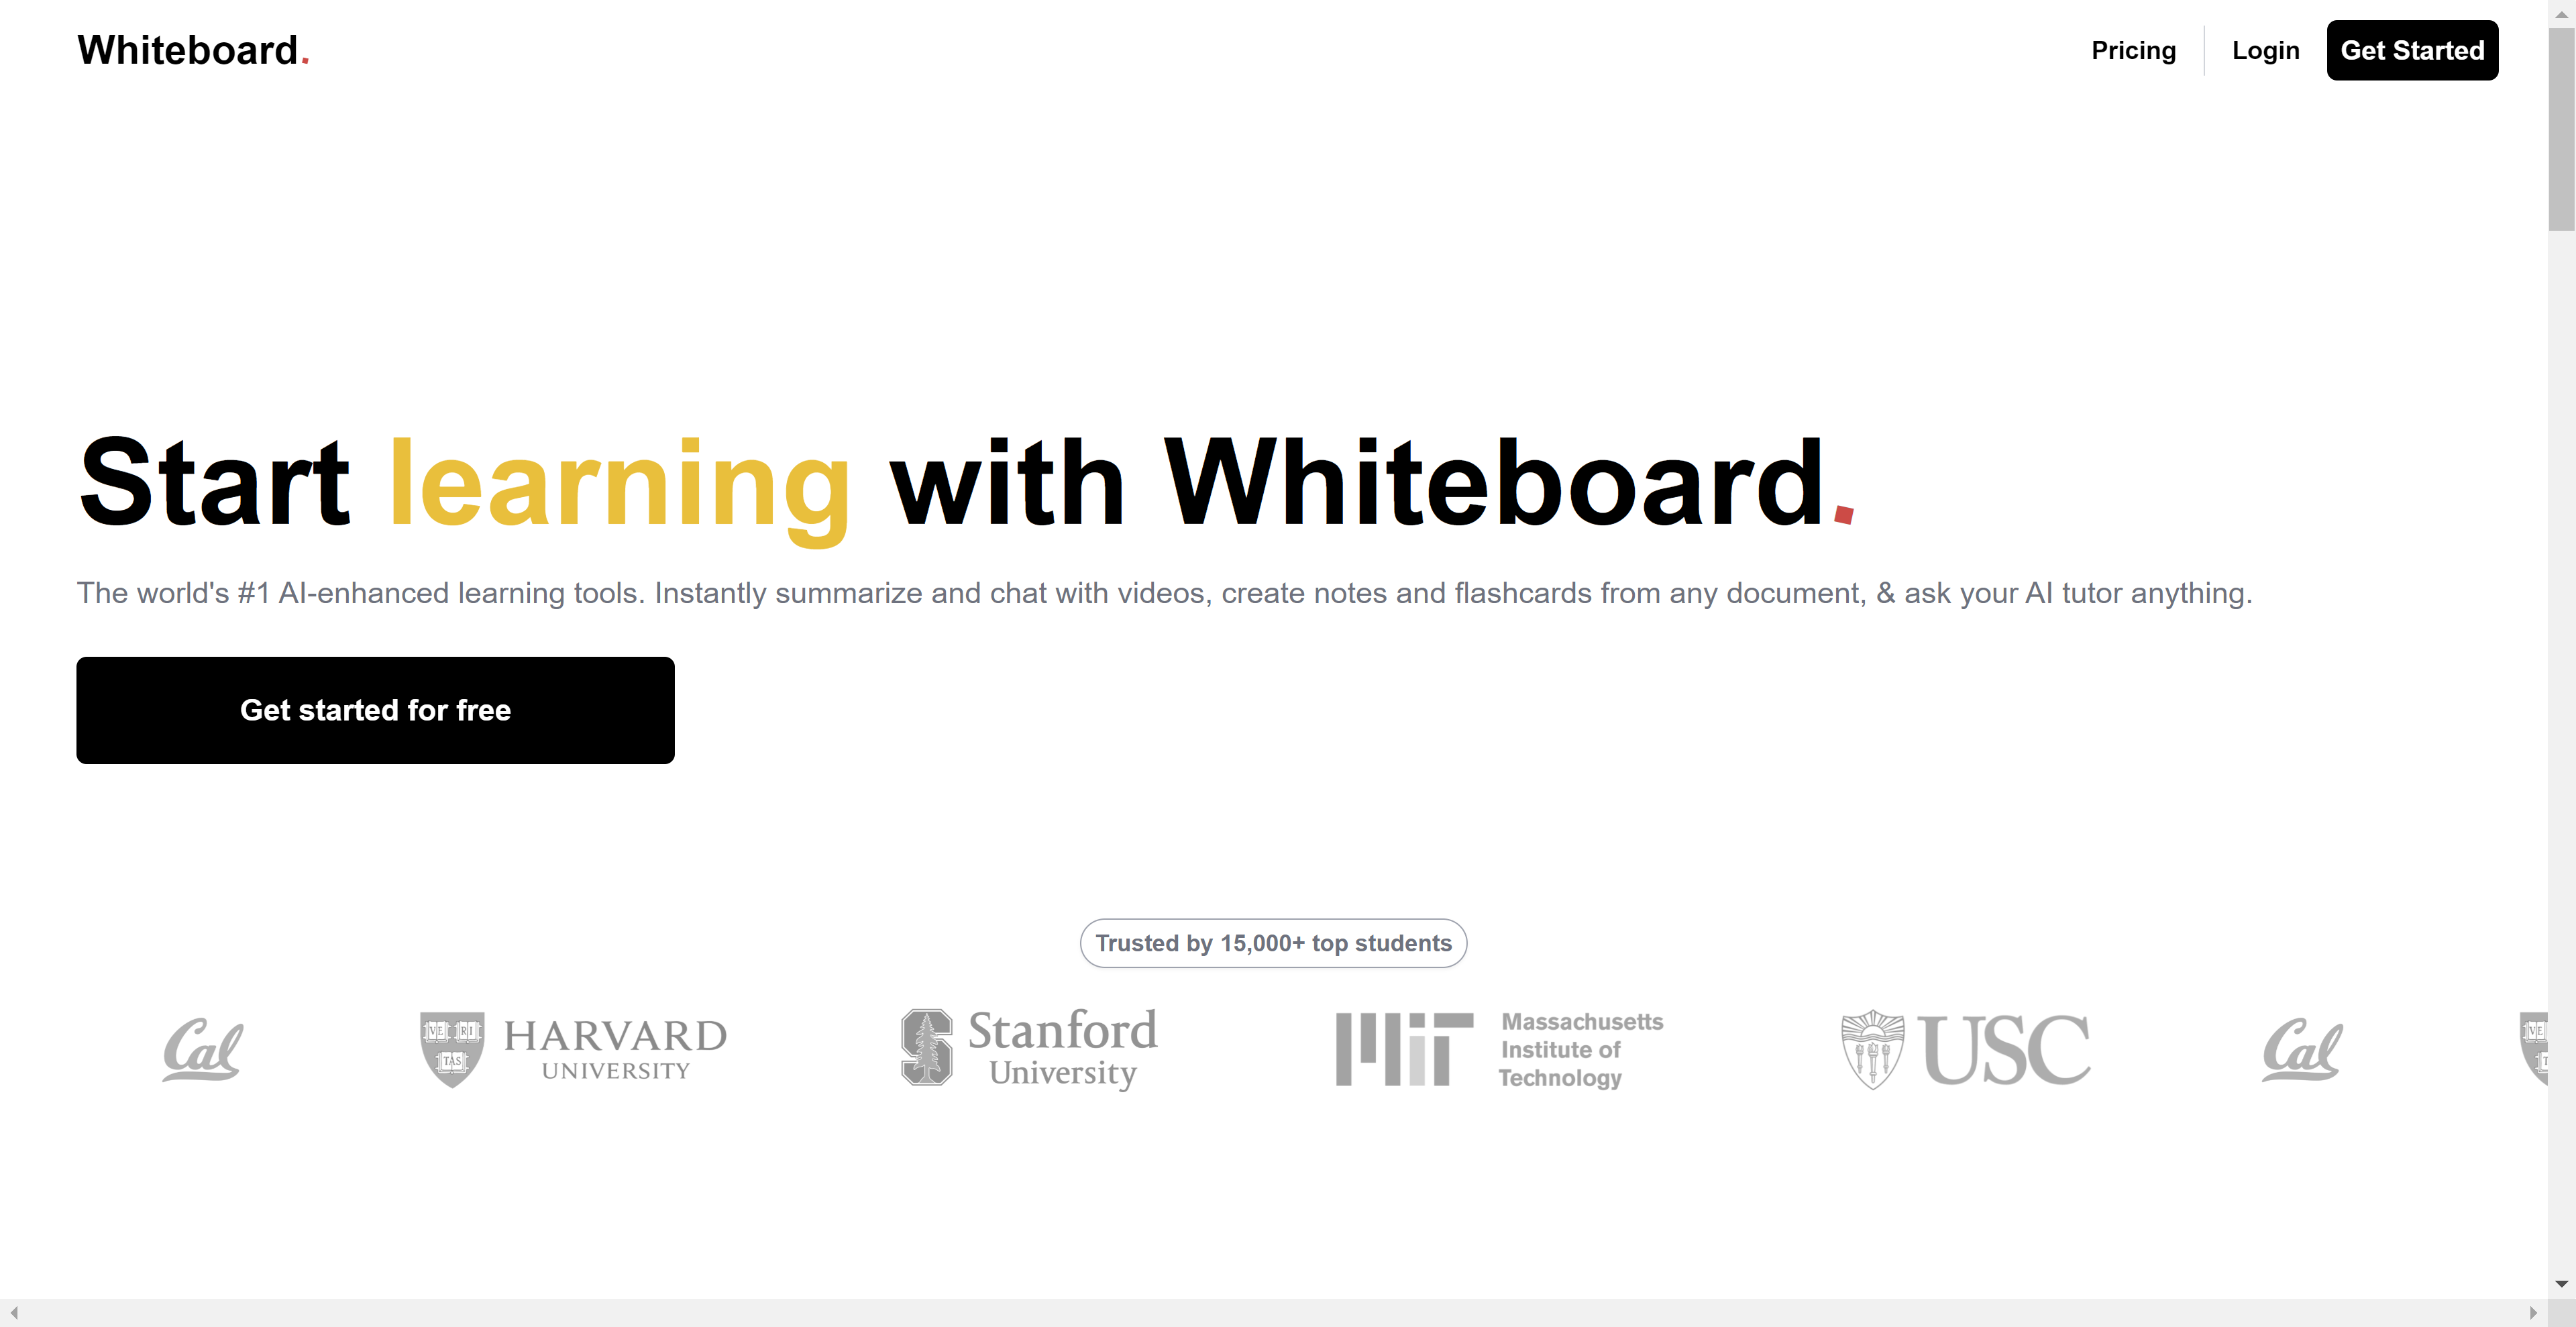 Whiteboard.
Pricing
Login
Get Started
Start learning with Whiteboard.
The world's #1 AI-enhanced learning tools. Instantly summarize and chat with videos, create notes and flashcards from any document, & ask your AI tutor anything.
Get started for free
Trusted by 15,000+ top students
Cal
VE RI TAS
HARVARD
UNIVERSITY
S
Stanford
University
MIT
Massachusetts
Institute of
Technology
USC
Cal
VE